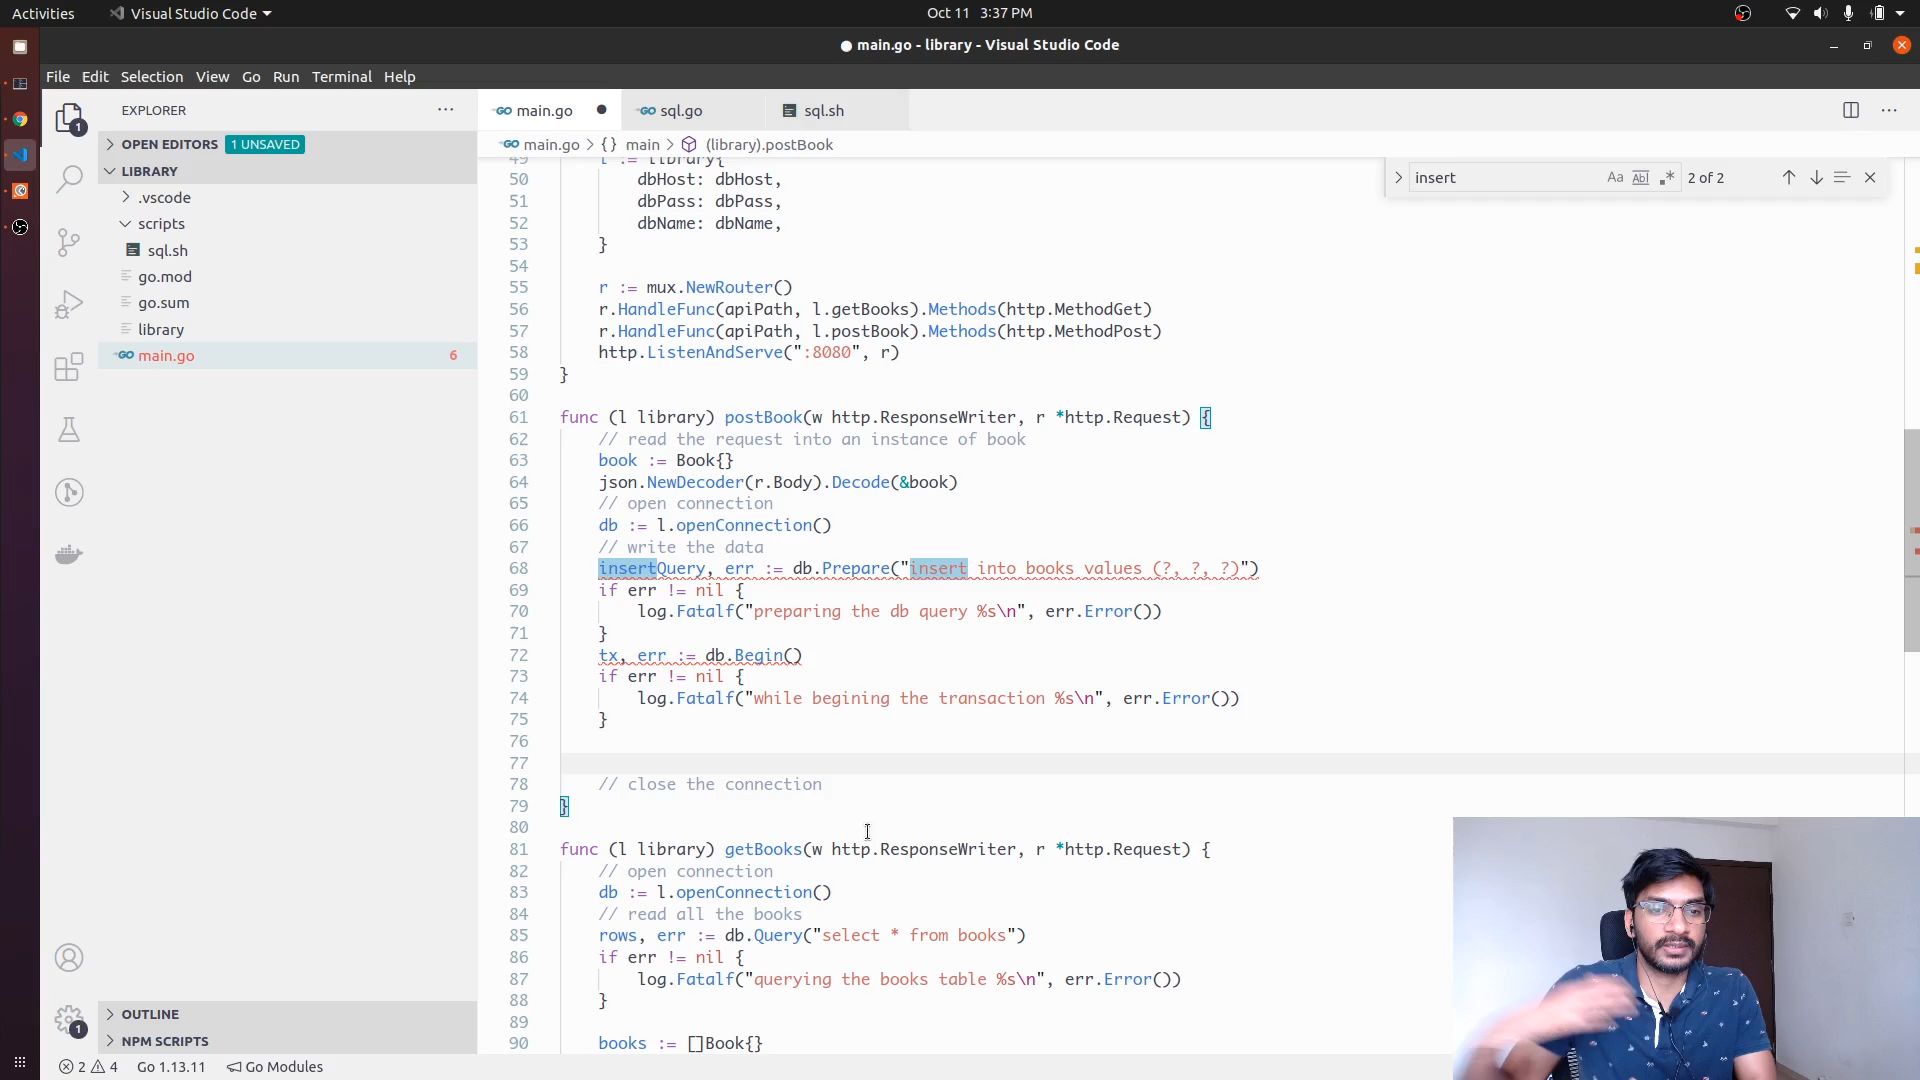 Activities
Visual Studio Code
Oct 11 3:37 PM
● main.go - library - Visual Studio Code
File Edit Selection View Go Run Terminal Help
EXPLORER
OPEN EDITORS 1 UNSAVED
LIBRARY
.vscode
scripts
sql.sh
go.mod
go.sum
library
main.go 6
OUTLINE
NPM SCRIPTS
1
1
main.go
sql.go
sql.sh
main.go > {} main > (library).postBook
insert
Aa Abl .* 2 of 2
49 l := library{
50 dbHost: dbHost,
51 dbPass: dbPass,
52 dbName: dbName,
53 }
54
55 r := mux.NewRouter()
56 r.HandleFunc(apiPath, l.getBooks).Methods(http.MethodGet)
57 r.HandleFunc(apiPath, l.postBook).Methods(http.MethodPost)
58 http.ListenAndServe(":8080", r)
59 }
60
61 func (l library) postBook(w http.ResponseWriter, r *http.Request) {
62 // read the request into an instance of book
63 book := Book{}
64 json.NewDecoder(r.Body).Decode(&book)
65 // open connection
66 db := l.openConnection()
67 // write the data
68 insertQuery, err := db.Prepare("insert into books values (?, ?, ?)")
69 if err != nil {
70 log.Fatalf("preparing the db query %s\n", err.Error())
71 }
72 tx, err := db.Begin()
73 if err != nil {
74 log.Fatalf("while begining the transaction %s\n", err.Error())
75 }
76
77
78 // close the connection
79 }
80
81 func (l library) getBooks(w http.ResponseWriter, r *http.Request) {
82 // open connection
83 db := l.openConnection()
84 // read all the books
85 rows, err := db.Query("select * from books")
86 if err != nil {
87 log.Fatalf("querying the books table %s\n", err.Error())
88 }
89
90 books := []Book{}
2 4 Go 1.13.11 Go Modules